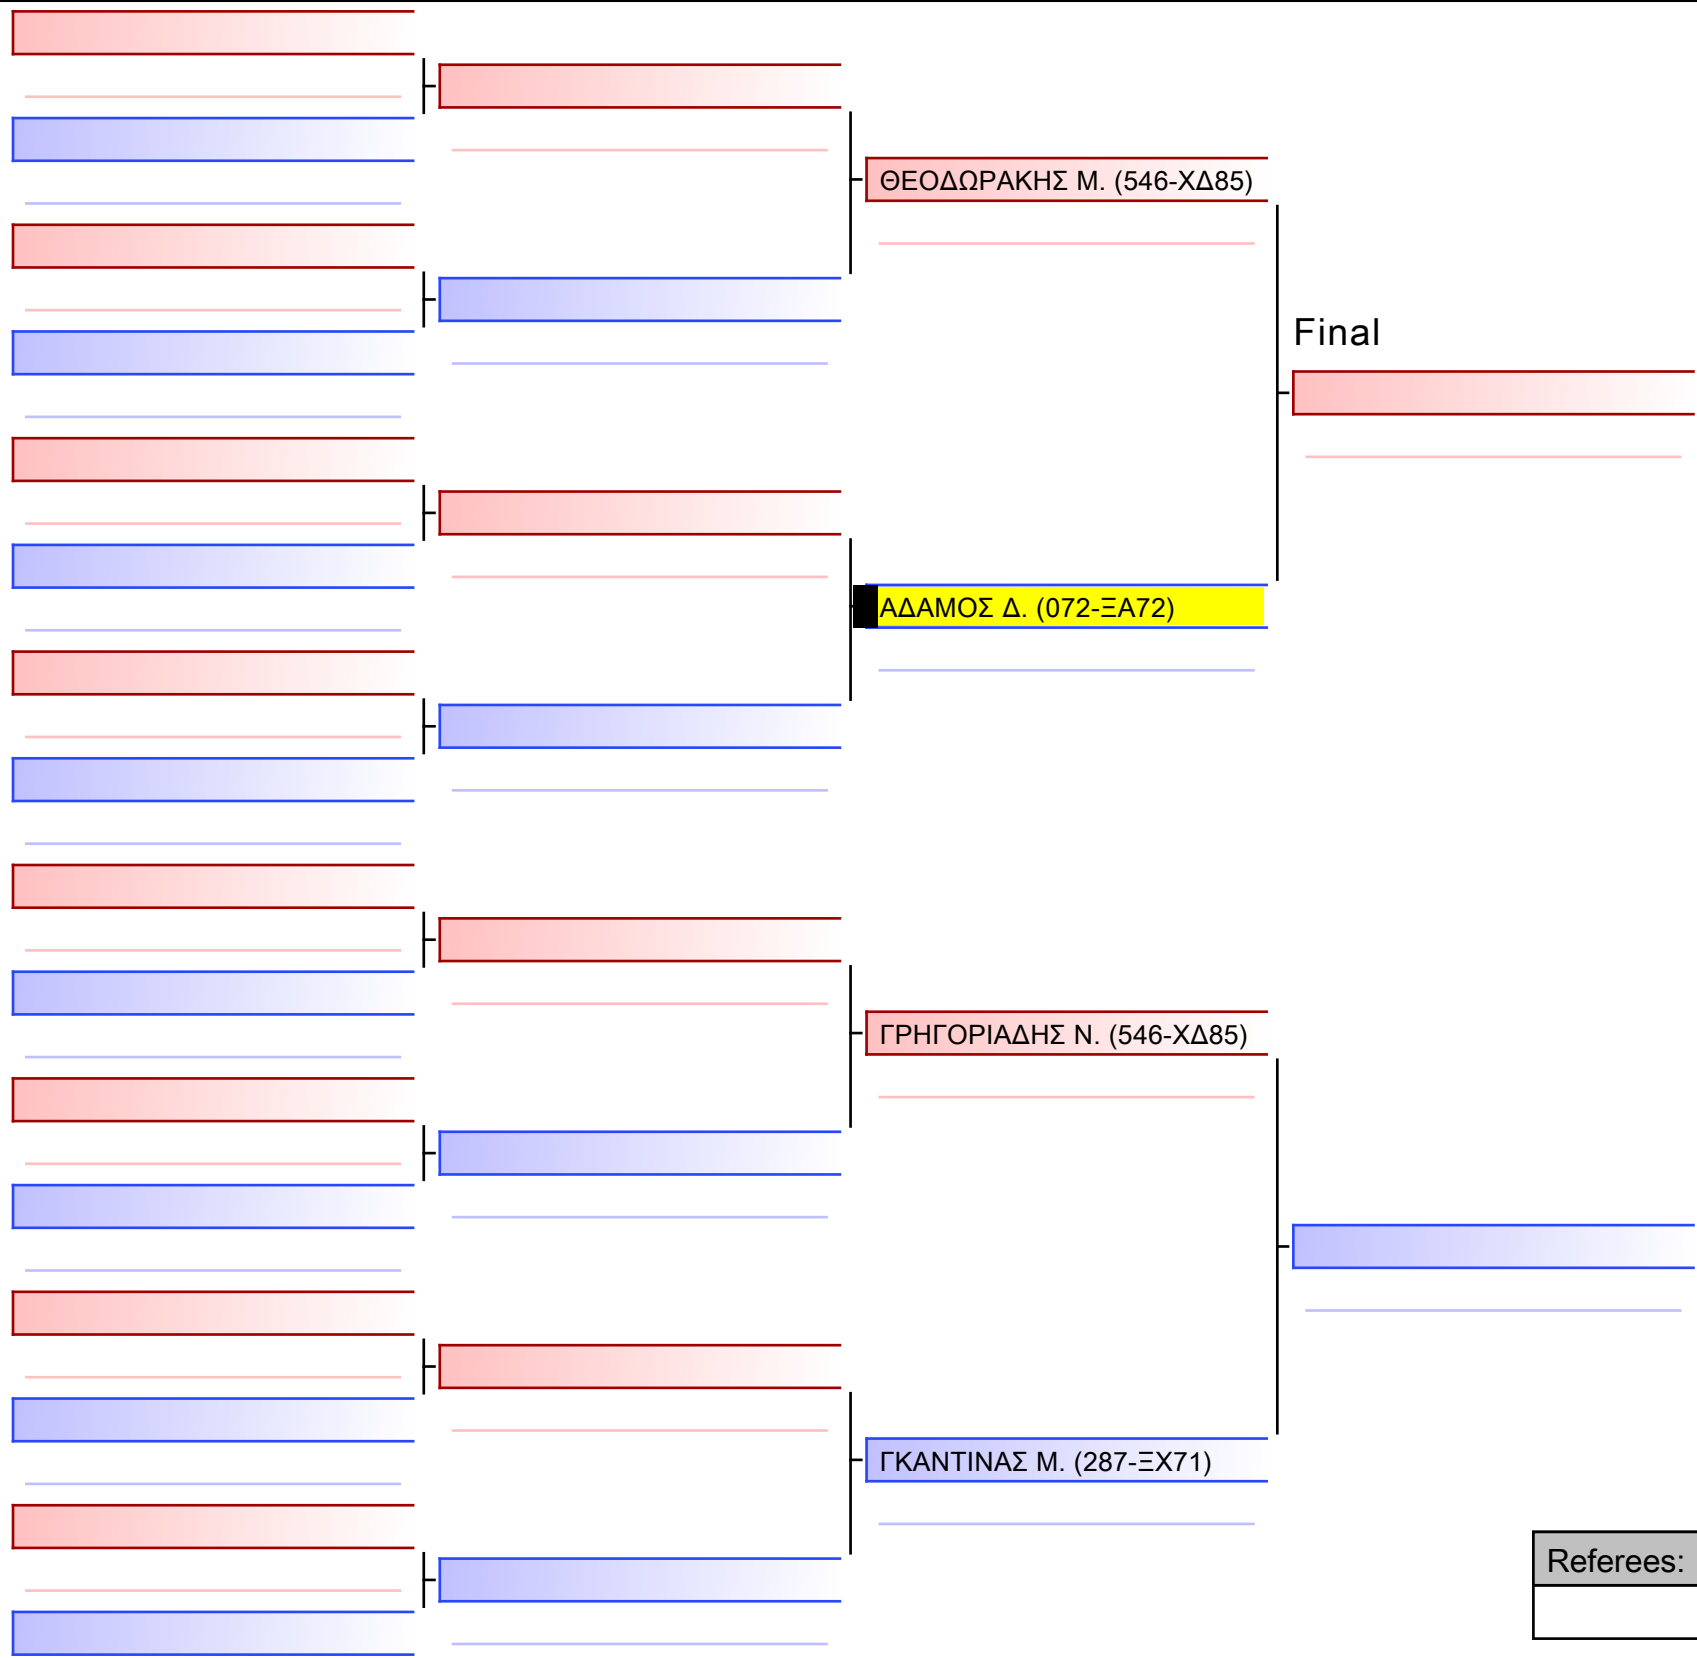 ΘΕΟΔΩΡΑΚΗΣ Μ. (546-ΧΔ85)
Final
ΑΔΑΜΟΣ Δ. (072-ΞΑ72)
ΓΡΗΓΟΡΙΑΔΗΣ Ν. (546-ΧΔ85)
ΓΚΑΝΤΙΝΑΣ Μ. (287-ΞΧ71)
Referees: